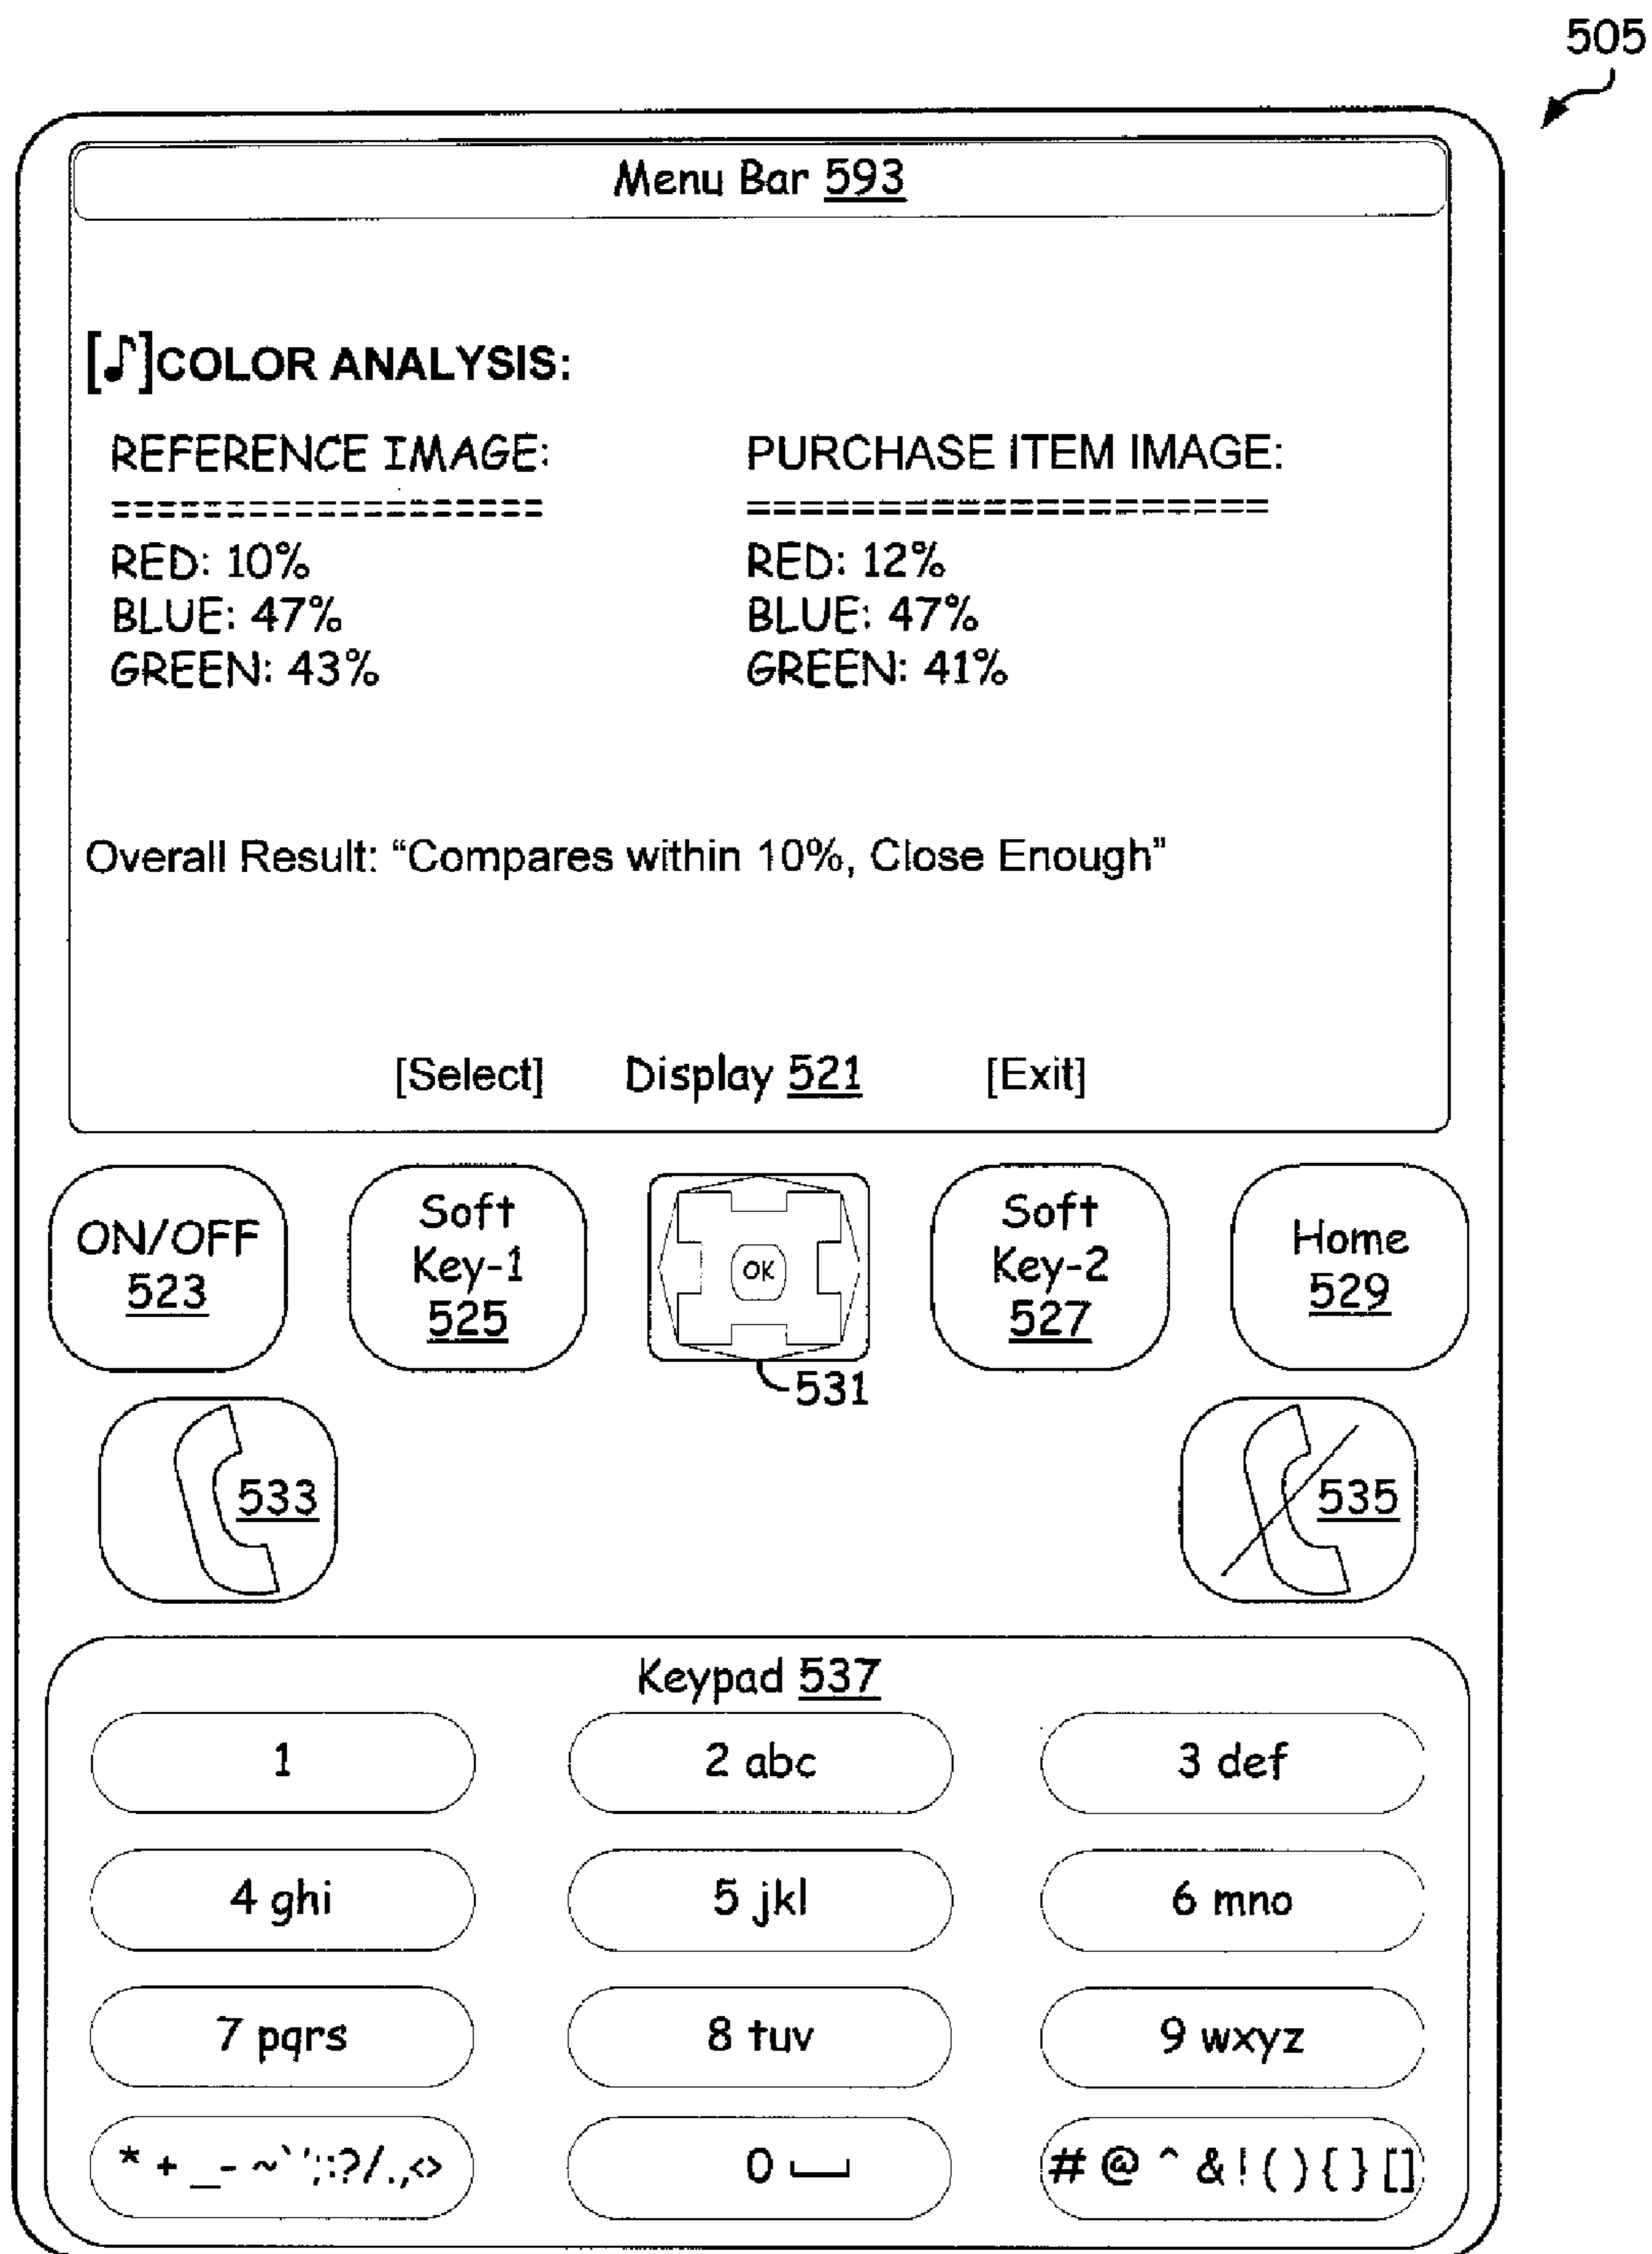 505
Menu Bar 593
[♪]COLOR ANALYSIS:
REFERENCE IMAGE: PURCHASE ITEM IMAGE:
=================== ====================
RED: 10% RED: 12%
BLUE: 47% BLUE: 47%
GREEN: 43% GREEN: 41%
Overall Result: “Compares within 10%, Close Enough”
[Select] Display 521 [Exit]
ON/OFF
523
Soft
Key-1
525
OK
531
Soft
Key-2
527
Home
529
533
535
Keypad 537
1 2 abc 3 def
4 ghi 5 jkl 6 mno
7 pqrs 8 tuv 9 wxyz
* + _- ~`';:?/.,<> 0 ⎵ # @ ^ & ! ( ) { } []